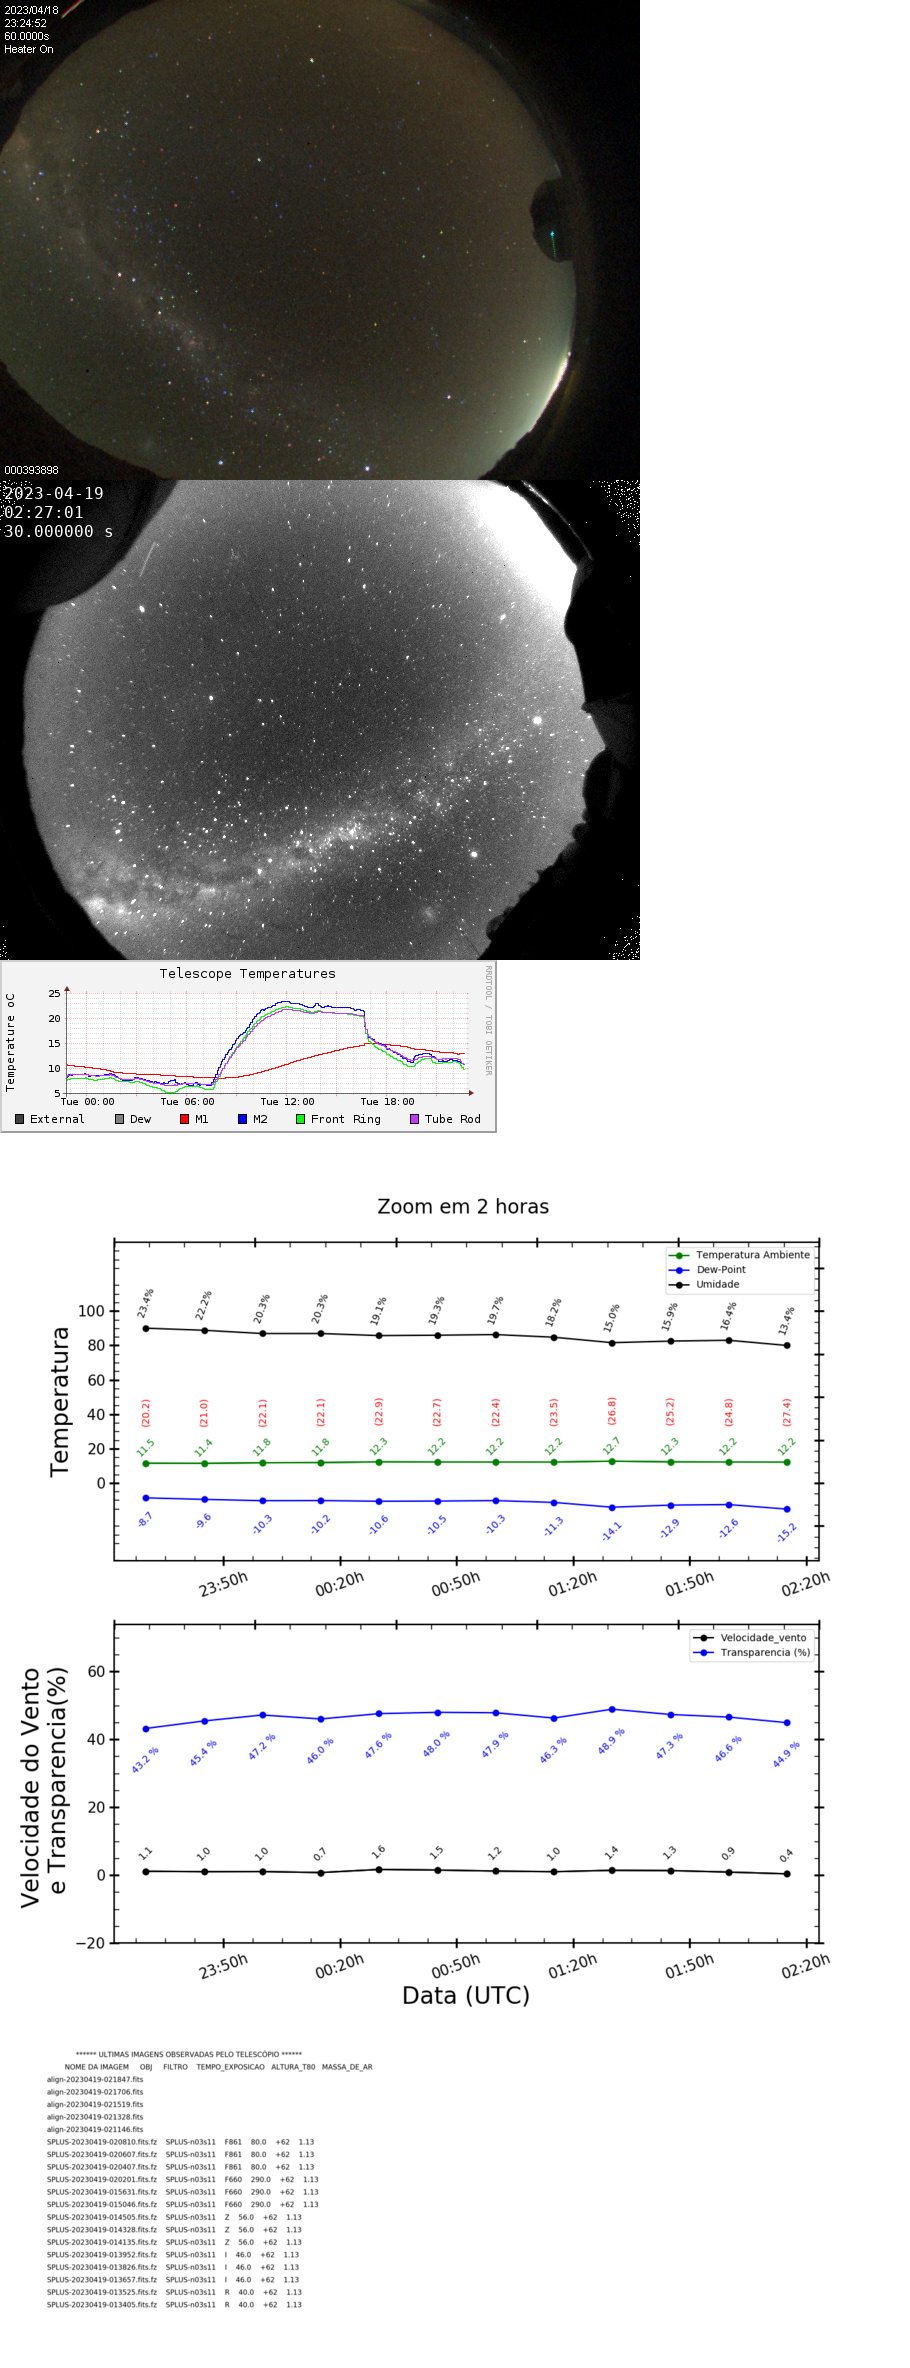 2023/04/18
23:24:52
60.0000s
Heater On
000393898
2023-04-19
02:27:01
30.000000 s
Telescope Temperatures
RRDTOOL / TOBI OETIKER
Temperature oC
25
20
15
10
5
Tue 00:00 Tue 06:00 Tue 12:00 Tue 18:00
External Dew M1 M2 Front Ring Tube Rod
Zoom em 2 horas
Temperatura Ambiente
Dew-Point
Umidade
Temperatura
100
80
60
40
20
0
23.4% 22.2% 20.3% 20.3% 19.1% 19.3% 19.7% 18.2% 15.0% 15.9% 16.4% 13.4%
(20.2) (21.0) (22.1) (22.1) (22.9) (22.7) (22.4) (23.5) (26.8) (25.2) (24.8) (27.4)
11.5 11.4 11.8 11.8 12.3 12.2 12.2 12.2 12.7 12.3 12.2 12.2
-8.7 -9.6 -10.3 -10.2 -10.6 -10.5 -10.3 -11.3 -14.1 -12.9 -12.6 -15.2
23:50h 00:20h 00:50h 01:20h 01:50h 02:20h
Velocidade_vento
Transparencia (%)
Velocidade do Vento
e Transparencia(%)
60
40
20
0
−20
43.2 % 45.4 % 47.2 % 46.0 % 47.6 % 48.0 % 47.9 % 46.3 % 48.9 % 47.3 % 46.6 % 44.9 %
1.1 1.0 1.0 0.7 1.6 1.5 1.2 1.0 1.4 1.3 0.9 0.4
23:50h 00:20h 00:50h 01:20h 01:50h 02:20h
Data (UTC)
****** ULTIMAS IMAGENS OBSERVADAS PELO TELESCÓPIO ******
NOME DA IMAGEM OBJ FILTRO TEMPO_EXPOSICAO ALTURA_T80 MASSA_DE_AR
align-20230419-021847.fits
align-20230419-021706.fits
align-20230419-021519.fits
align-20230419-021328.fits
align-20230419-021146.fits
SPLUS-20230419-020810.fits.fz SPLUS-n03s11 F861 80.0 +62 1.13
SPLUS-20230419-020607.fits.fz SPLUS-n03s11 F861 80.0 +62 1.13
SPLUS-20230419-020407.fits.fz SPLUS-n03s11 F861 80.0 +62 1.13
SPLUS-20230419-020201.fits.fz SPLUS-n03s11 F660 290.0 +62 1.13
SPLUS-20230419-015631.fits.fz SPLUS-n03s11 F660 290.0 +62 1.13
SPLUS-20230419-015046.fits.fz SPLUS-n03s11 F660 290.0 +62 1.13
SPLUS-20230419-014505.fits.fz SPLUS-n03s11 Z 56.0 +62 1.13
SPLUS-20230419-014328.fits.fz SPLUS-n03s11 Z 56.0 +62 1.13
SPLUS-20230419-014135.fits.fz SPLUS-n03s11 Z 56.0 +62 1.13
SPLUS-20230419-013952.fits.fz SPLUS-n03s11 I 46.0 +62 1.13
SPLUS-20230419-013826.fits.fz SPLUS-n03s11 I 46.0 +62 1.13
SPLUS-20230419-013657.fits.fz SPLUS-n03s11 I 46.0 +62 1.13
SPLUS-20230419-013525.fits.fz SPLUS-n03s11 R 40.0 +62 1.13
SPLUS-20230419-013405.fits.fz SPLUS-n03s11 R 40.0 +62 1.13